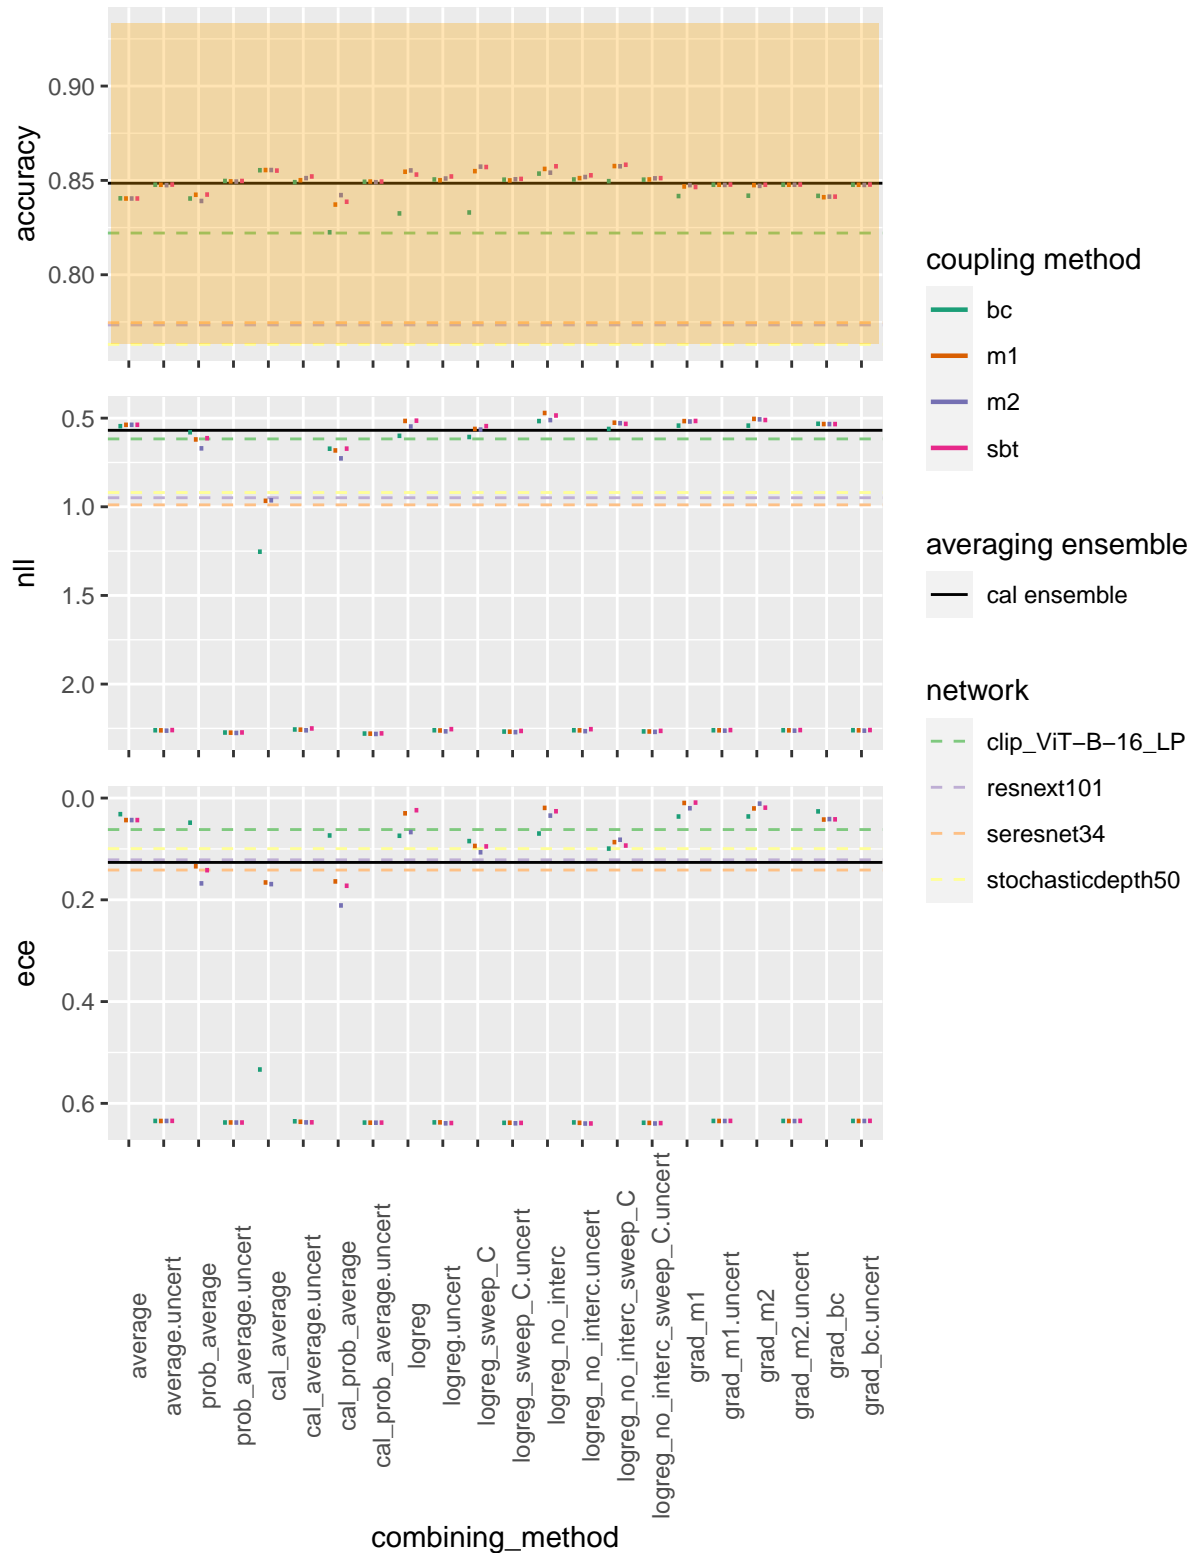 accuracy
0.90
0.85
0.80
nll
0.5
1.0
1.5
2.0
ece
0.0
0.2
0.4
0.6
average
average.uncert
prob_average
prob_average.uncert
cal_average
cal_average.uncert
cal_prob_average
cal_prob_average.uncert
logreg
logreg.uncert
logreg_sweep_C
logreg_sweep_C.uncert
logreg_no_interc
logreg_no_interc.uncert
logreg_no_interc_sweep_C
logreg_no_interc_sweep_C.uncert
grad_m1
grad_m1.uncert
grad_m2
grad_m2.uncert
grad_bc
grad_bc.uncert
combining_method
coupling method
bc
m1
m2
sbt
averaging ensemble
cal ensemble
network
clip_ViT−B−16_LP
resnext101
seresnet34
stochasticdepth50